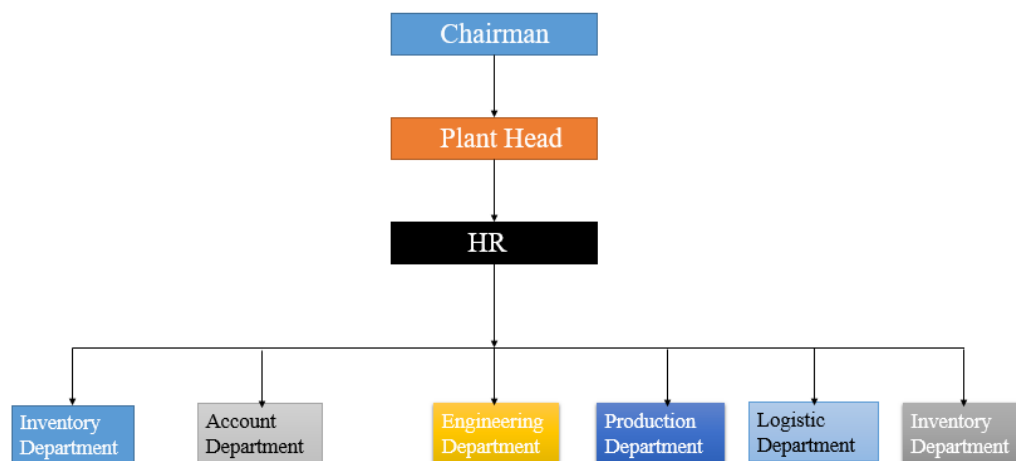 Chairman
Plant Head
HR
Inventory
Department
Account
Department
Engineering
Department
Production
Department
Logistic
Department
Inventory
Department